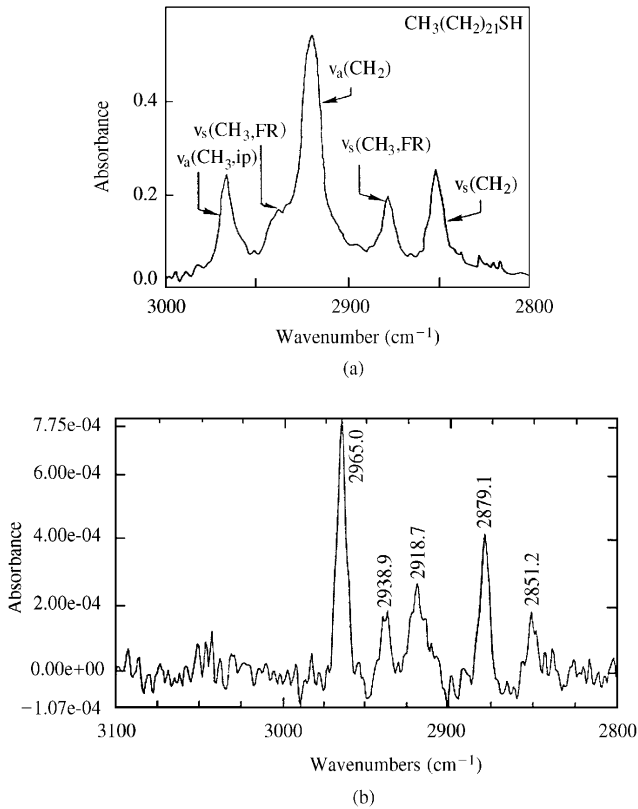 CH3(CH2)21SH
νa(CH2)
νs(CH3,FR)
νa(CH3,ip)
νs(CH3,FR)
νs(CH2)
Absorbance
0.4
0.2
0.0
3000
2900
2800
Wavenumber (cm−1)
(a)
7.75e-04
6.00e-04
4.00e-04
2.00e-04
0.00e+00
−1.07e-04
Absorbance
2965.0
2938.9
2918.7
2879.1
2851.2
3100
3000
2900
2800
Wavenumbers (cm−1)
(b)